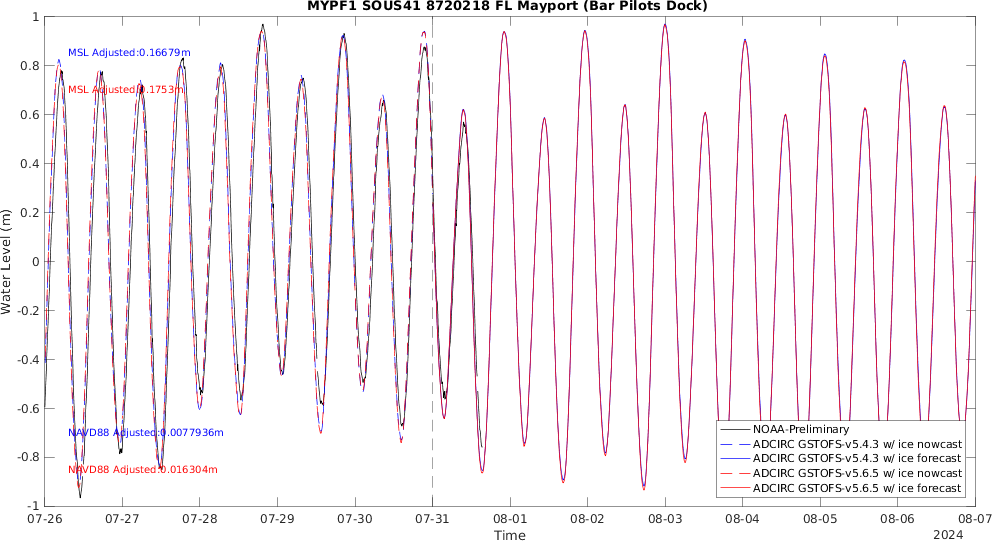 MYPF1 SOUS41 8720218 FL Mayport (Bar Pilots Dock)
1
0.8
0.6
0.4
0.2
0
-0.2
-0.4
-0.6
-0.8
-1
Water Level (m)
MSL Adjusted:0.16679m
MSL Adjusted:0.1753m
NAVD88 Adjusted:0.0077936m
NAVD88 Adjusted:0.016304m
NOAA-Preliminary
ADCIRC GSTOFS-v5.4.3 w/ ice nowcast
ADCIRC GSTOFS-v5.4.3 w/ ice forecast
ADCIRC GSTOFS-v5.6.5 w/ ice nowcast
ADCIRC GSTOFS-v5.6.5 w/ ice forecast
07-26 07-27 07-28 07-29 07-30 07-31 08-01 08-02 08-03 08-04 08-05 08-06 08-07
Time
2024